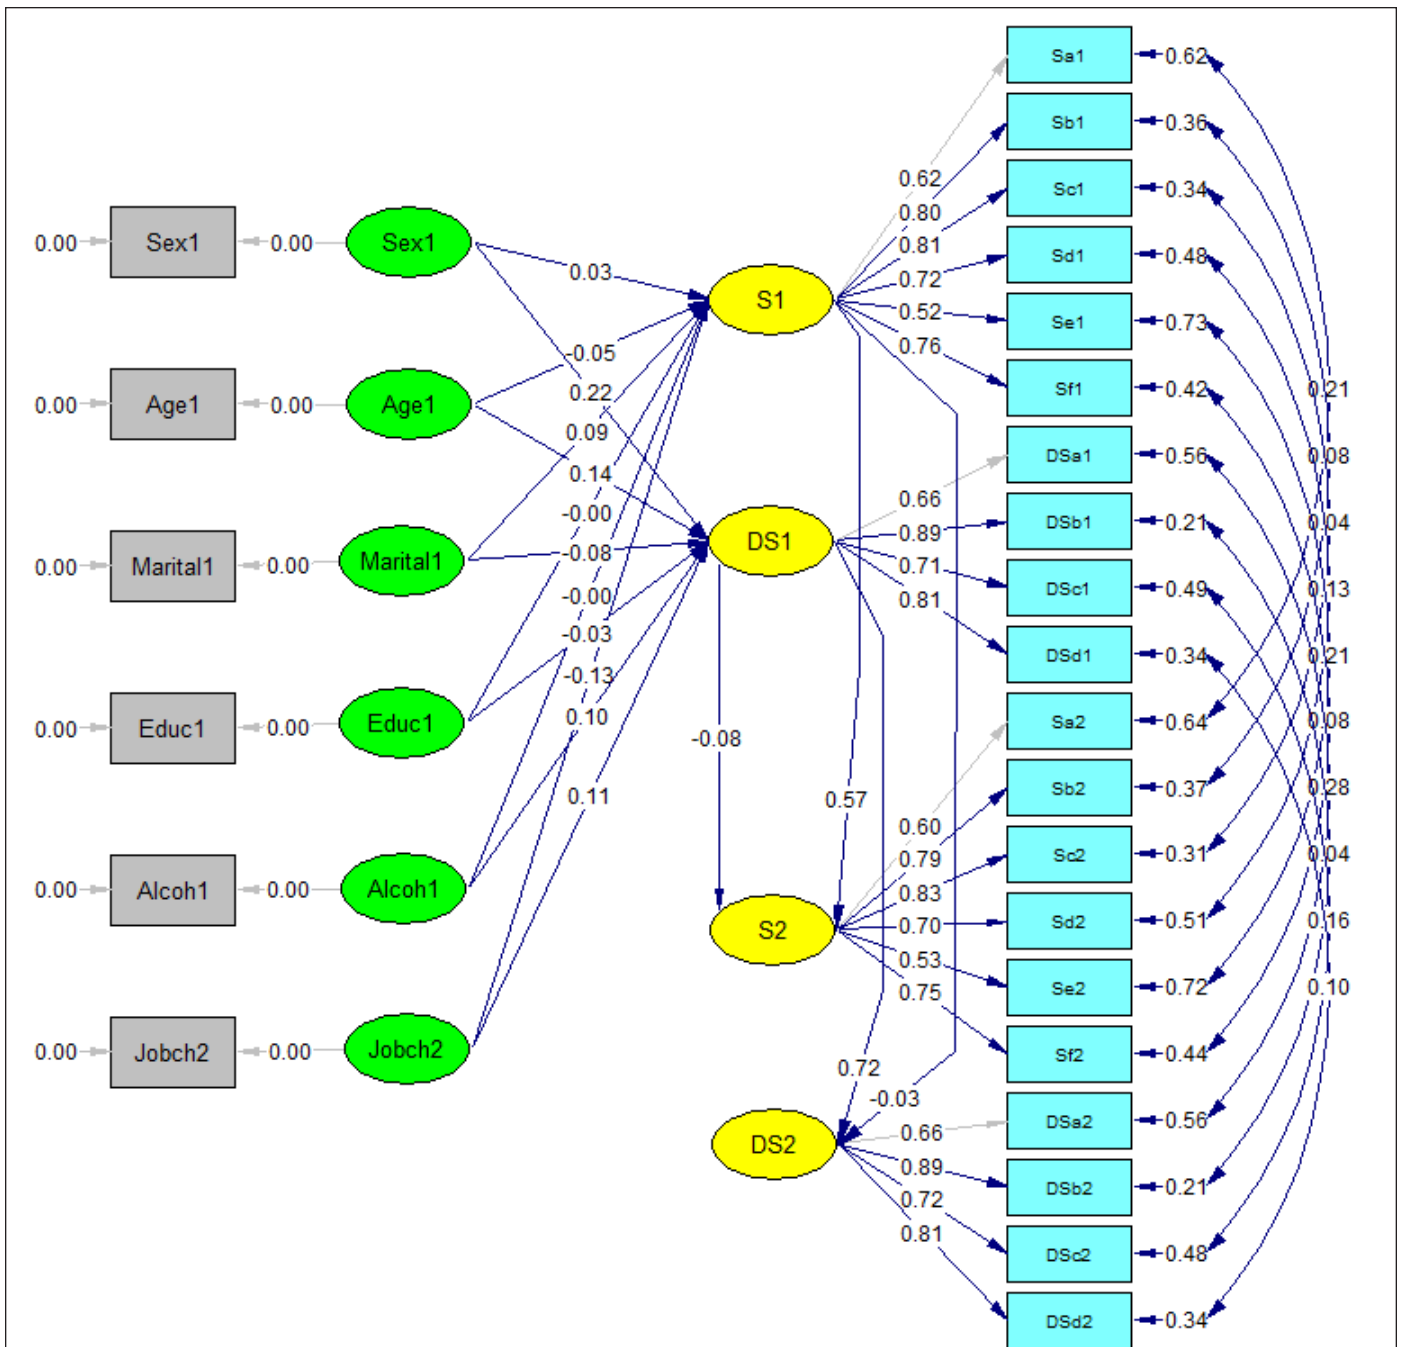 Sa1
0.62
Sb1
0.36
Sc1
0.34
Sd1
0.48
Se1
0.73
Sf1
0.42
DSa1
0.56
DSb1
0.21
DSc1
0.49
DSd1
0.34
Sa2
0.64
Sb2
0.37
Sc2
0.31
Sd2
0.51
Se2
0.72
Sf2
0.44
DSa2
0.56
DSb2
0.21
DSc2
0.48
DSd2
0.34
0.21
0.08
0.04
0.13
0.21
0.08
0.28
0.04
0.16
0.10
0.00 Sex1 0.00 Sex1
0.00 Age1 0.00 Age1
0.00 Marital1 0.00 Marital1
0.00 Educ1 0.00 Educ1
0.00 Alcoh1 0.00 Alcoh1
0.00 Jobch2 0.00 Jobch2
0.03
-0.05
0.22
0.09
0.14
-0.00
-0.08
-0.00
-0.03
-0.13
0.10
0.11
S1
0.62
0.80
0.81
0.72
0.52
0.76
DS1
0.66
0.89
0.71
0.81
-0.08
0.57
S2
0.60
0.79
0.83
0.70
0.53
0.75
0.72
-0.03
DS2
0.66
0.89
0.72
0.81